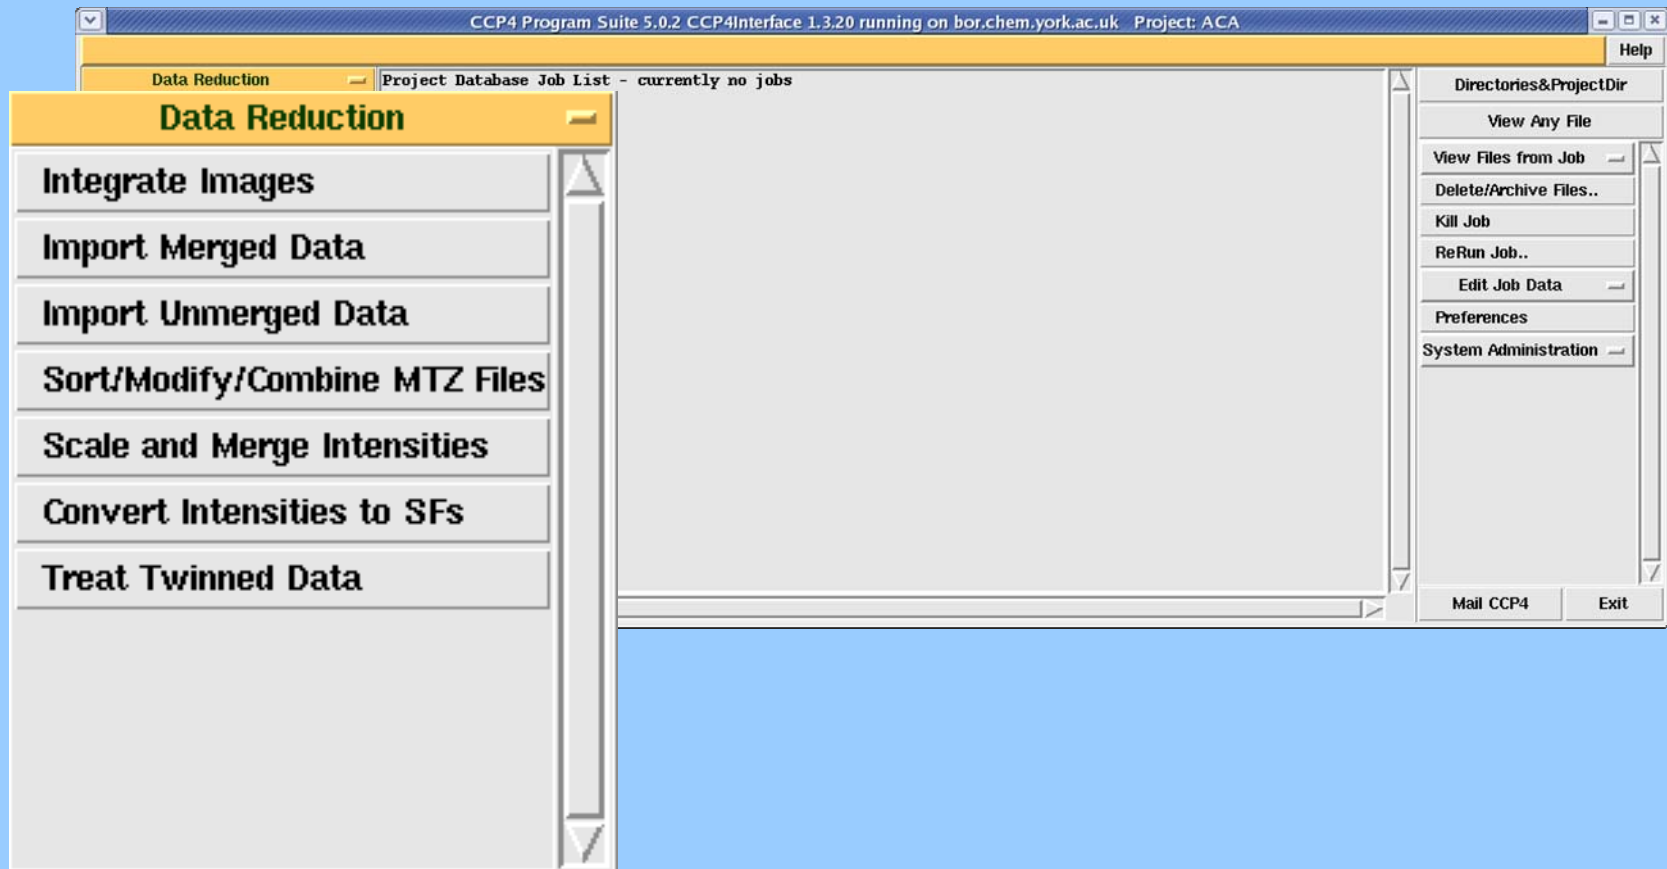 CCP4 Program Suite 5.0.2 CCP4Interface 1.3.20 running on bor.chem.york.ac.uk Project: ACA
Help
Data Reduction
Project Database Job List - currently no jobs
Data Reduction
Integrate Images
Import Merged Data
Import Unmerged Data
Sort/Modify/Combine MTZ Files
Scale and Merge Intensities
Convert Intensities to SFs
Treat Twinned Data
Directories&ProjectDir
View Any File
View Files from Job
Delete/Archive Files..
Kill Job
ReRun Job..
Edit Job Data
Preferences
System Administration
Mail CCP4
Exit